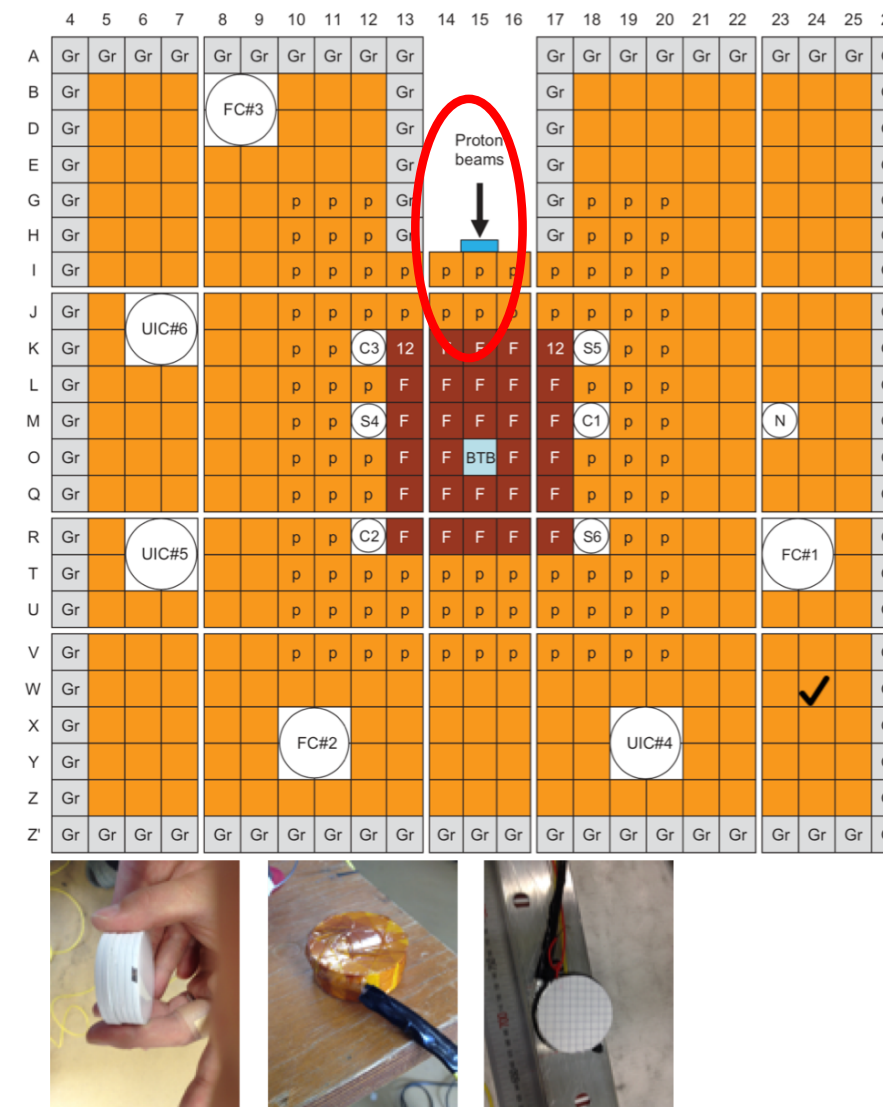 4 5 6 7 8 9 10 11 12 13 14 15 16 17 18 19 20 21 22 23 24 25
A Gr Gr Gr Gr Gr Gr Gr Gr Gr Gr Gr Gr Gr Gr Gr Gr Gr Gr Gr
B Gr Gr Gr
FC#3
D Gr Gr Gr
Proton
beams
E Gr Gr Gr
G Gr p p p Gr Gr p p p
H Gr p p p Gr Gr p p p
I Gr p p p p p p p p p p p
J Gr p p p p p p p p p p p
UIC#6
K Gr p p C3 12 F F F 12 S5 p p
L Gr p p p F F F F F p p p
M Gr p p S4 F F F F F C1 p p N
O Gr p p p F F BTB F F p p p
Q Gr p p p F F F F F p p p
R Gr p p C2 F F F F F S6 p p
UIC#5 FC#1
T Gr p p p p p p p p p p p
U Gr p p p p p p p p p p p
V Gr p p p p p p p p p p p
W Gr
X Gr
FC#2 UIC#4
Y Gr
Z Gr
Z' Gr Gr Gr Gr Gr Gr Gr Gr Gr Gr Gr Gr Gr Gr Gr Gr Gr Gr Gr Gr Gr Gr